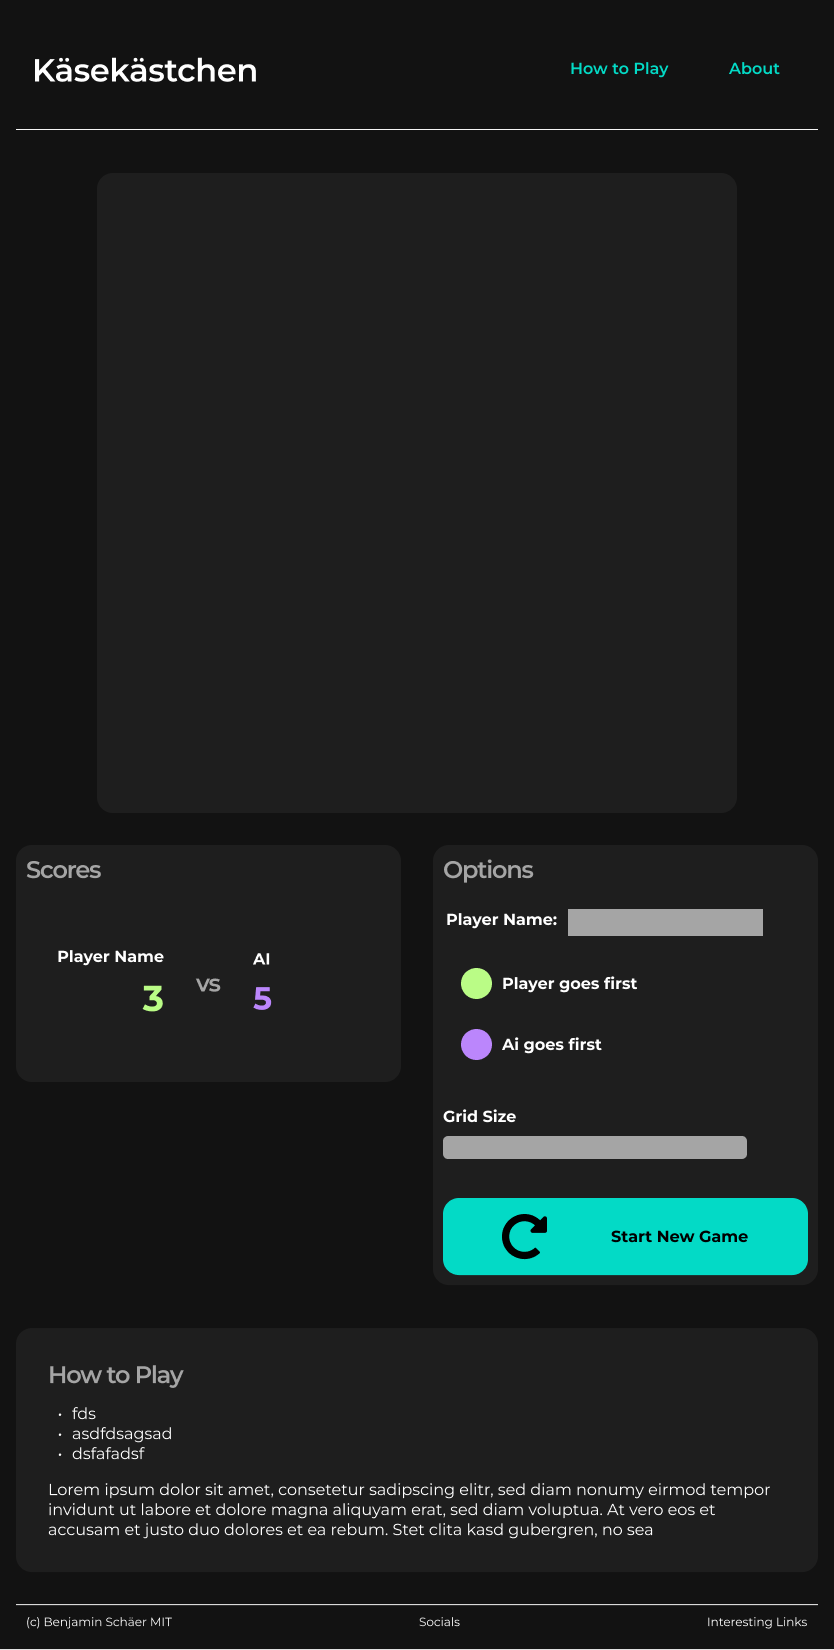 Käsekästchen
How to Play
About
Scores
Player Name
3
VS
AI
5
Options
Player Name:
Player goes first
Ai goes first
Grid Size
Start New Game
How to Play
• fds
• asdfdsagsad
• dsfafadsf
Lorem ipsum dolor sit amet, consetetur sadipscing elitr, sed diam nonumy eirmod tempor
invidunt ut labore et dolore magna aliquyam erat, sed diam voluptua. At vero eos et
accusam et justo duo dolores et ea rebum. Stet clita kasd gubergren, no sea
(c) Benjamin Schäer MIT
Socials
Interesting Links